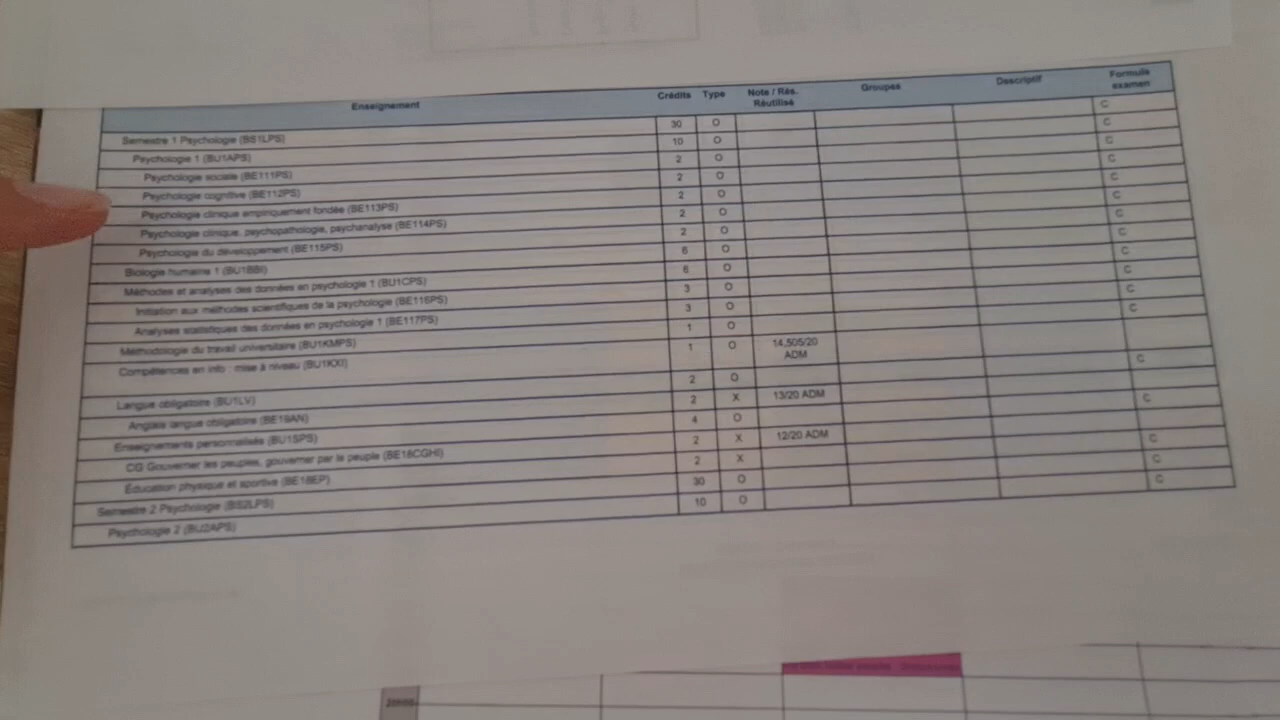 Enseignement Crédits Type Note / Rés. Réutilisé Groupes Descriptif Formule examen
Semestre 1 Psychologie (BS1LPS) 30 O C
Psychologie 1 (BU1APS) 10 O C
Psychologie sociale (BE111PS) 2 O C
Psychologie cognitive (BE112PS) 2 O C
Psychologie clinique empiriquement fondée (BE113PS) 2 O C
Psychologie clinique, psychopathologie, psychanalyse (BE114PS) 2 O C
Psychologie du développement (BE115PS) 2 O C
Biologie humaine 1 (BU1BBI) 6 O C
Méthodes et analyses des données en psychologie 1 (BU1CPS) 6 O C
Initiation aux méthodes scientifiques de la psychologie (BE116PS) 3 O C
Analyses statistiques des données en psychologie 1 (BE117PS) 3 O C
Méthodologie du travail universitaire (BU1KMPS) 1 O C
Compétences en info : mise à niveau (BU1KXI) 1 O 14,505/20 ADM
Langue obligatoire (BU1LV) 2 O C
Anglais langue obligatoire (BE19AN) 2 X 13/20 ADM
Enseignements personnalisés (BU1SPS) 4 O C
CG Gouverner les peuples, gouverner par le peuple (BE18CGHI) 2 X 12/20 ADM
Éducation physique et sportive (BE18EP) 2 X C
Semestre 2 Psychologie (BS2LPS) 30 O C
Psychologie 2 (BU2APS) 10 O C